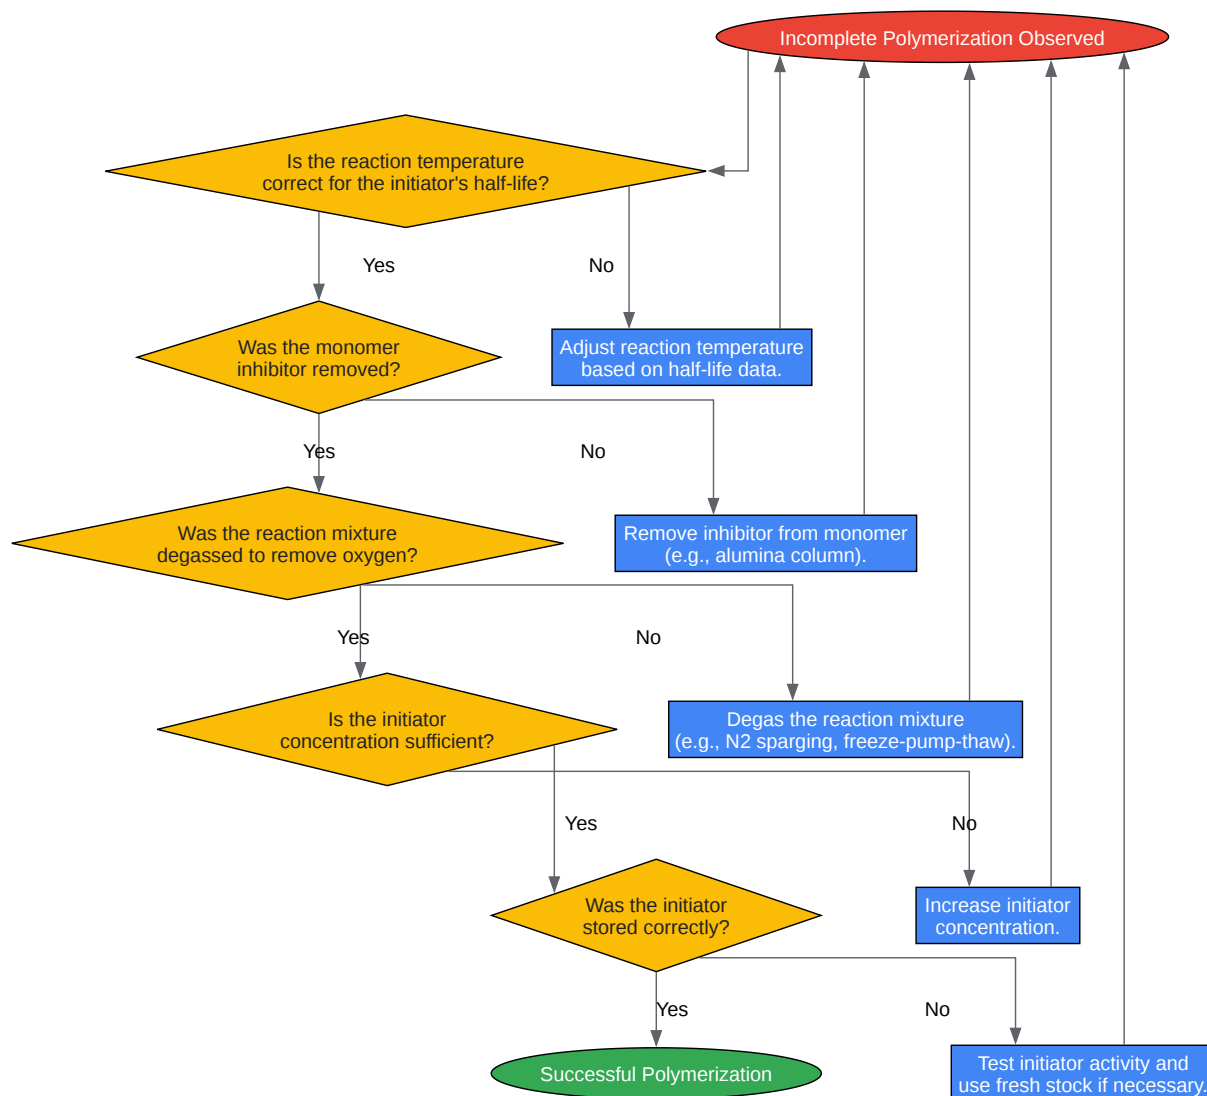 Incomplete Polymerization Observed
Is the reaction temperature
correct for the initiator's half-life?
Yes
No
Was the monomer
inhibitor removed?
Adjust reaction temperature
based on half-life data.
Yes
No
Was the reaction mixture
degassed to remove oxygen?
Remove inhibitor from monomer
(e.g., alumina column).
Yes
No
Is the initiator
concentration sufficient?
Degas the reaction mixture
(e.g., N2 sparging, freeze-pump-thaw).
Yes
No
Was the initiator
stored correctly?
Increase initiator
concentration.
Yes
No
Successful Polymerization
Test initiator activity and
use fresh stock if necessary.